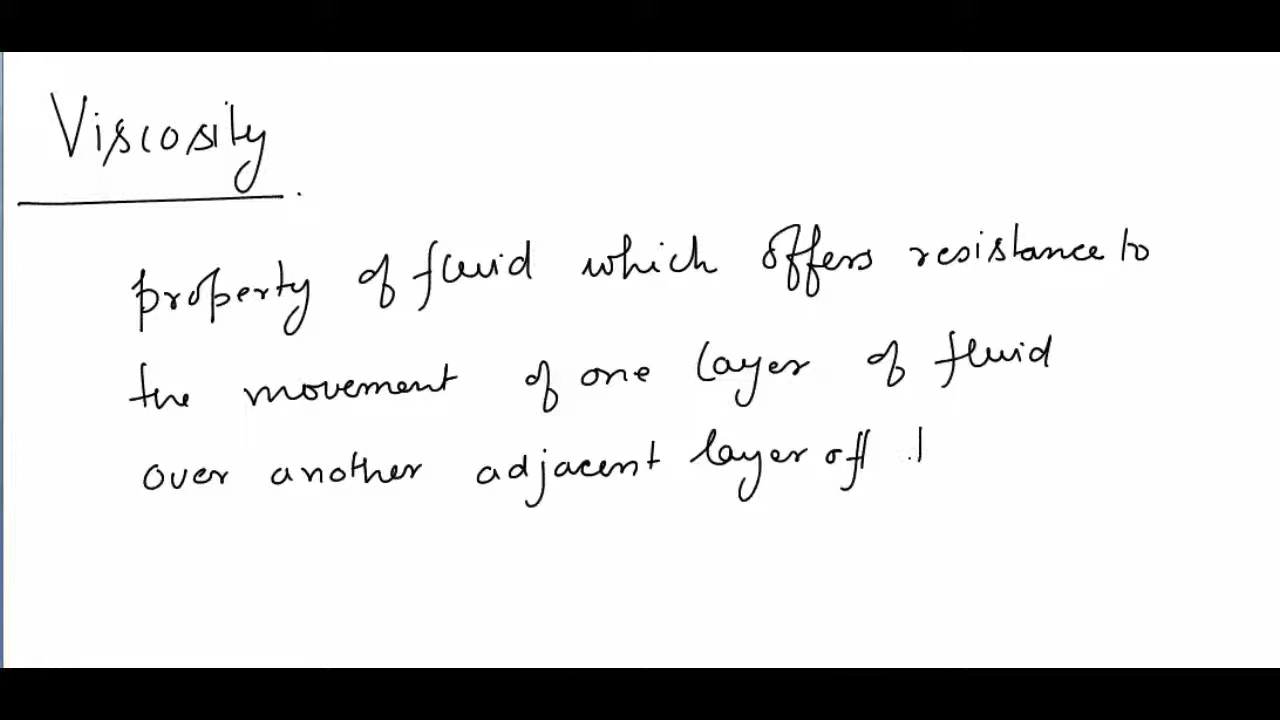 Viscosity
property of fluid which offers resistance to
the movement of one layer of fluid
over another adjacent layer of